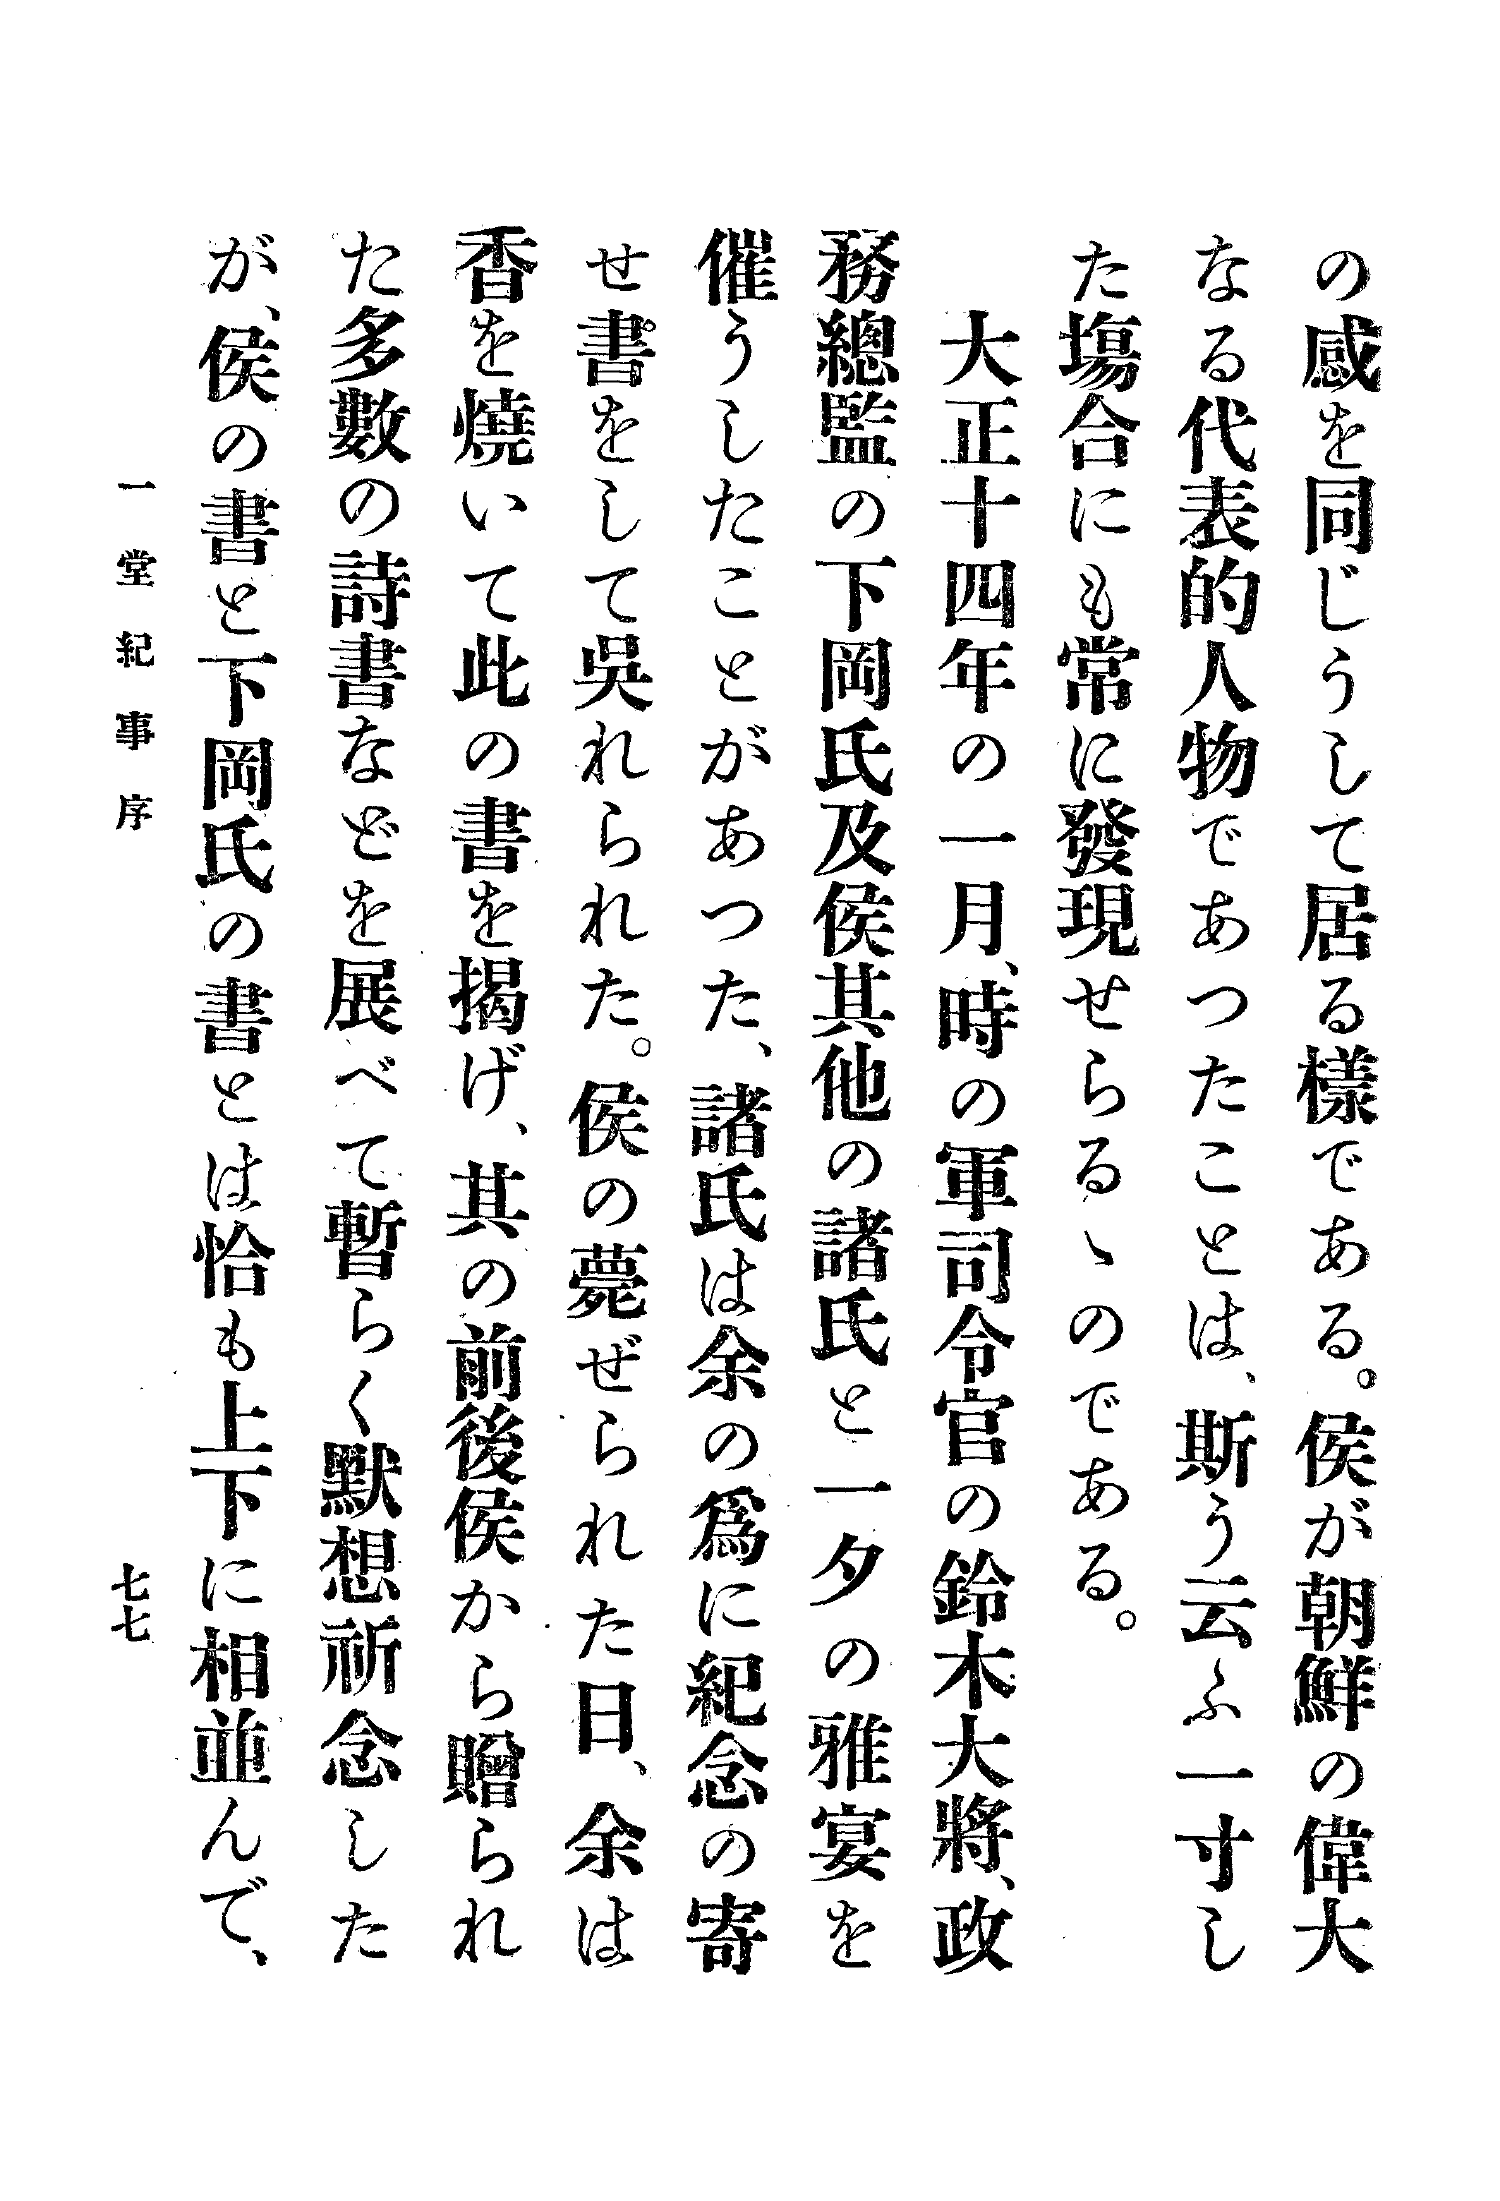 の感を同じうして居る樣である。侯が朝鮮の偉大
なる代表的人物であつたことは、斯う云ふ一寸し
た塲合にも常に發現せらるゝのである。
大正十四年の一月、時の軍司令官の鈴木大將、政
務總監の下岡氏及侯其他の諸氏と一夕の雅宴を
催うしたことがあつた、諸氏は余の爲に紀念の寄
せ書をして吳れられた。侯の薨ぜられた日、余は
香を燒いて此の書を揭げ、其の前後侯から贈られ
た多數の詩書などを展べて暫らく默想祈念した
が、侯の書と下岡氏の書とは恰も上下に相並んで、
一堂紀事序
七七